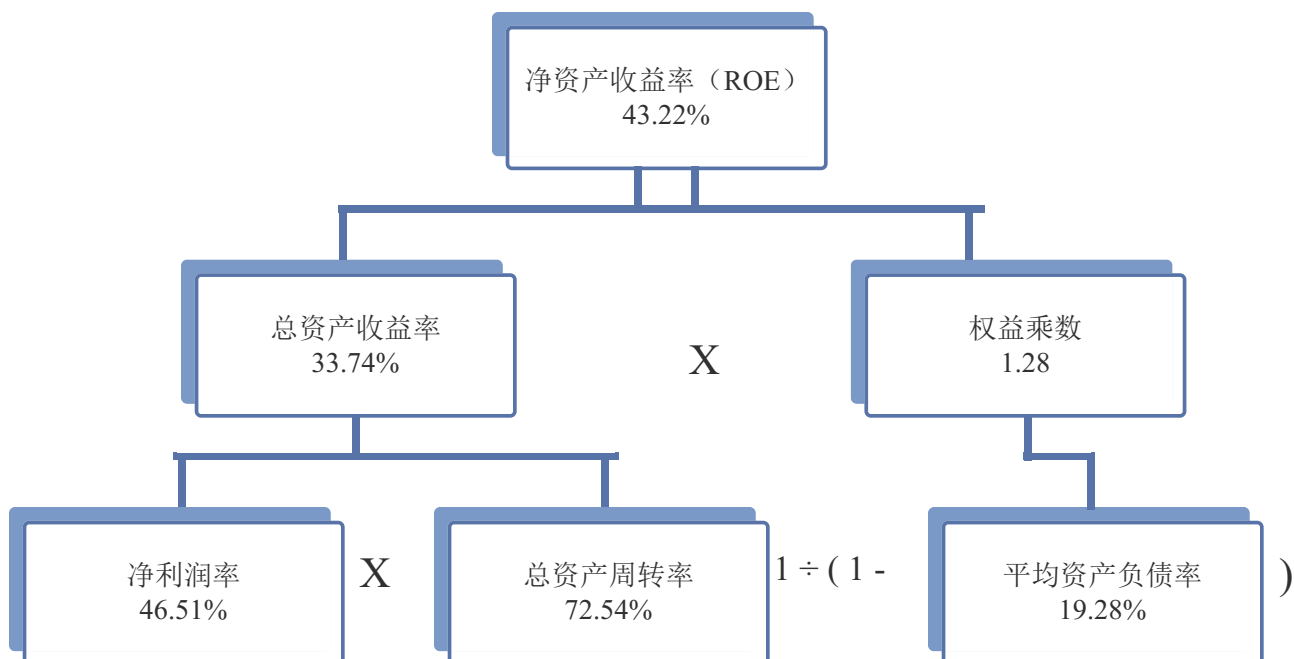 净资产收益率（ROE）
43.22%
总资产收益率
33.74%
X
权益乘数
1.28
净利润率
46.51%
X
总资产周转率
72.54%
1 ÷ ( 1 -
平均资产负债率
19.28%
)